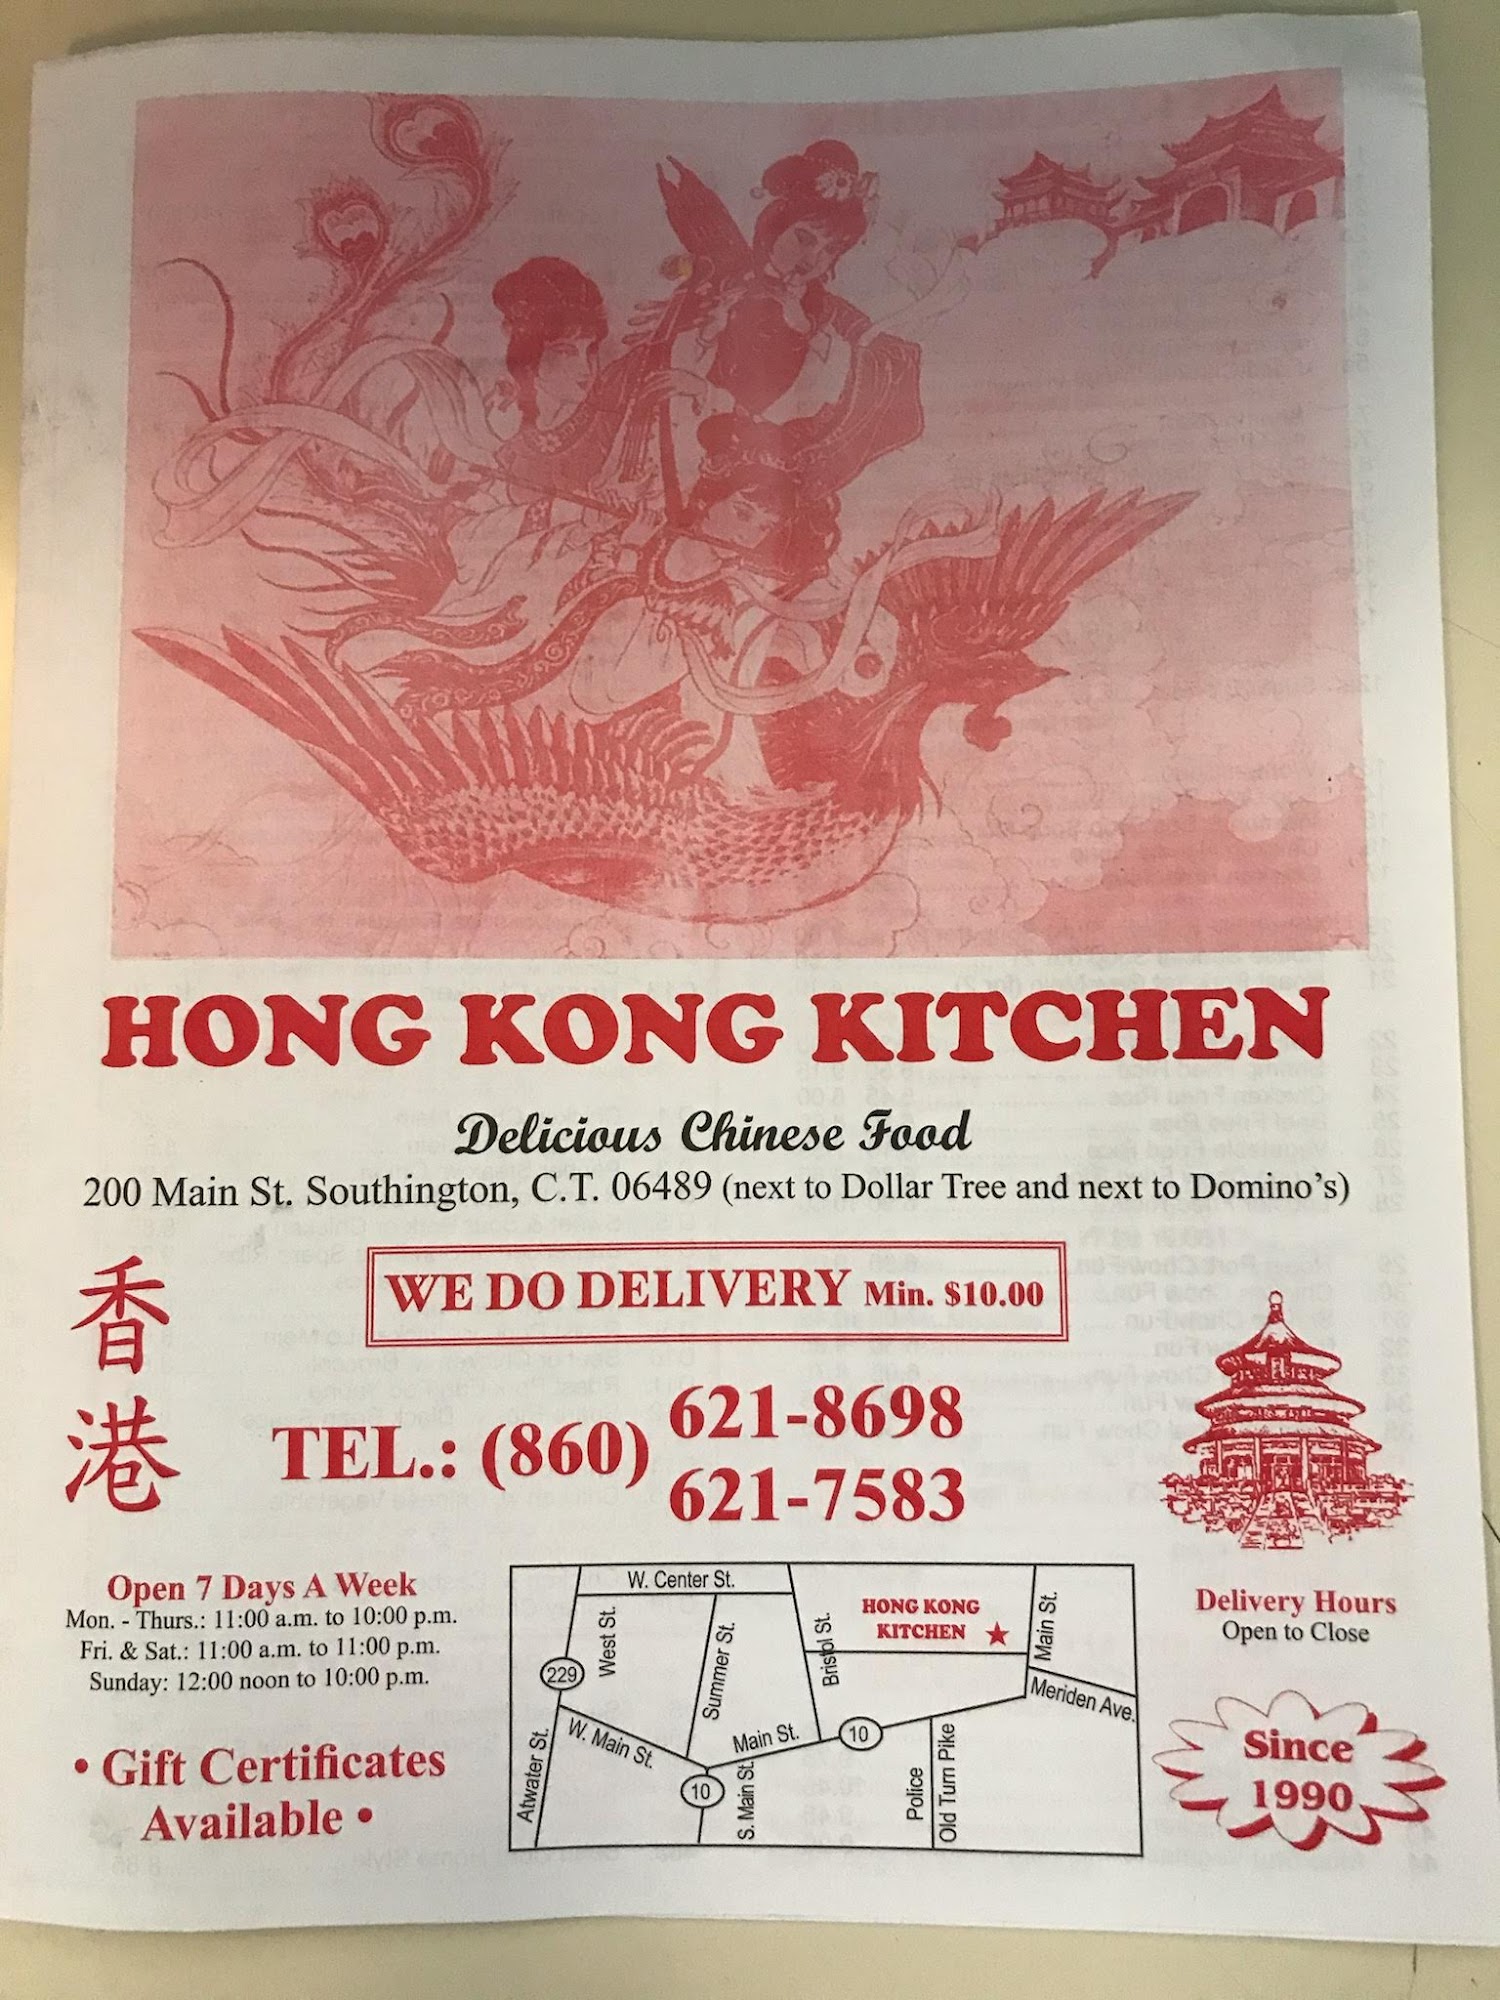 HONG KONG KITCHEN
Delicious Chinese Food
200 Main St. Southington, C.T. 06489 (next to Dollar Tree and next to Domino's)
香
港
WE DO DELIVERY Min. $10.00
TEL.: (860) 621-8698
621-7583
Open 7 Days A Week
Mon. - Thurs.: 11:00 a.m. to 10:00 p.m.
Fri. & Sat.: 11:00 a.m. to 11:00 p.m.
Sunday: 12:00 noon to 10:00 p.m.
• Gift Certificates
Available •
W. Center St.
West St.
229
Summer St.
Bristol St.
HONG KONG
KITCHEN
Main St.
Meriden Ave.
W. Main St.
Main St.
10
Atwater St.
10
S. Main St.
Police
Old Turn Pike
Delivery Hours
Open to Close
Since
1990